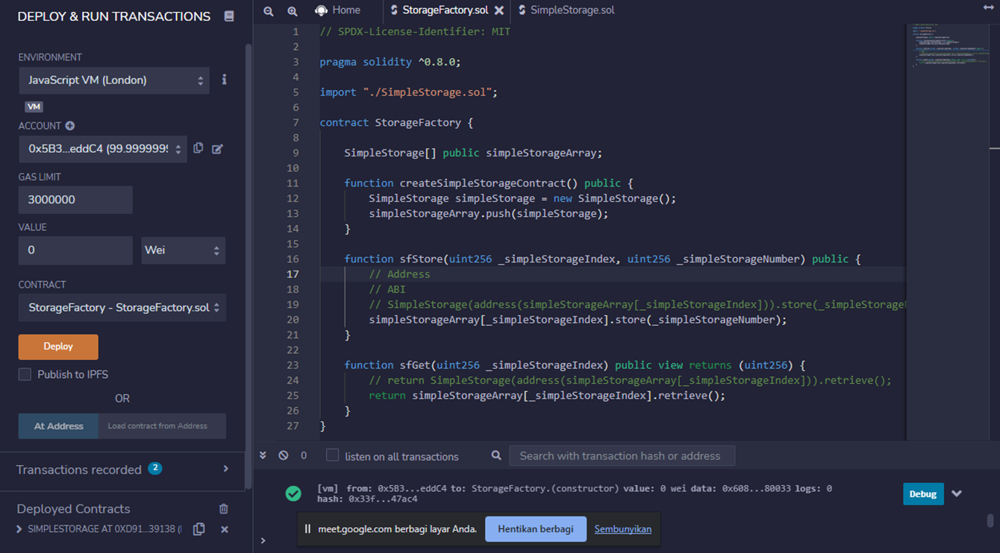 DEPLOY & RUN TRANSACTIONS
ENVIRONMENT
JavaScript VM (London)
VM
ACCOUNT
0x5B3...eddC4 (99.9999999
GAS LIMIT
3000000
VALUE
0
Wei
CONTRACT
StorageFactory - StorageFactory.sol
Deploy
Publish to IPFS
OR
At Address
Load contract from Address
Transactions recorded 2
Deployed Contracts
SIMPLESTORAGE AT 0XD91...39138 (
Home
StorageFactory.sol
SimpleStorage.sol
1 // SPDX-License-Identifier: MIT
2
3 pragma solidity ^0.8.0;
4
5 import "./SimpleStorage.sol";
6
7 contract StorageFactory {
8
9 SimpleStorage[] public simpleStorageArray;
10
11 function createSimpleStorageContract() public {
12 SimpleStorage simpleStorage = new SimpleStorage();
13 simpleStorageArray.push(simpleStorage);
14 }
15
16 function sfStore(uint256 _simpleStorageIndex, uint256 _simpleStorageNumber) public {
17 // Address
18 // ABI
19 // SimpleStorage(address(simpleStorageArray[_simpleStorageIndex])).store(_simpleStorage
20 simpleStorageArray[_simpleStorageIndex].store(_simpleStorageNumber);
21 }
22
23 function sfGet(uint256 _simpleStorageIndex) public view returns (uint256) {
24 // return SimpleStorage(address(simpleStorageArray[_simpleStorageIndex])).retrieve();
25 return simpleStorageArray[_simpleStorageIndex].retrieve();
26 }
27 }
0
listen on all transactions
Search with transaction hash or address
[vm] from: 0x5B3...eddC4 to: StorageFactory.(constructor) value: 0 wei data: 0x608...80033 logs: 0
hash: 0x33f...47ac4
Debug
meet.google.com berbagi layar Anda.
Hentikan berbagi
Sembunyikan